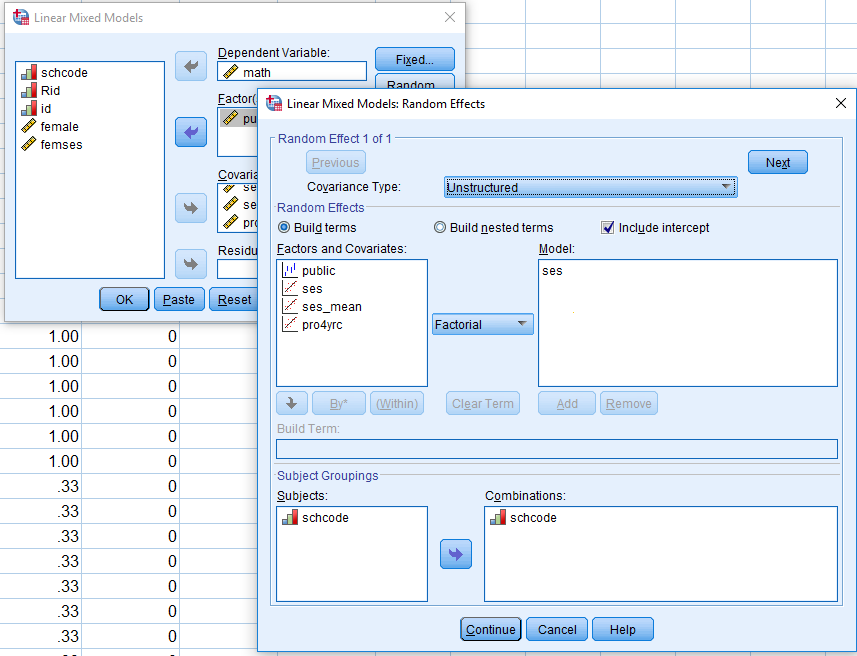 Linear Mixed Models
Dependent Variable:
schcode
Rid
id
female
femses
math
Fixed...
Random
Factor(
pu
Covaria
se
se
pro
Residu
OK
Paste
Reset
Linear Mixed Models: Random Effects
Random Effect 1 of 1
Previous
Next
Covariance Type:
Unstructured
Random Effects
Build terms
Build nested terms
Include intercept
Factors and Covariates:
Model:
public
ses
ses_mean
pro4yrc
Factorial
ses
By*
(Within)
Clear Term
Add
Remove
Build Term:
Subject Groupings
Subjects:
Combinations:
schcode
schcode
Continue
Cancel
Help
1.00 0
1.00 0
1.00 0
1.00 0
1.00 0
1.00 0
.33 0
.33 0
.33 0
.33 0
.33 0
.33 0
.33 0